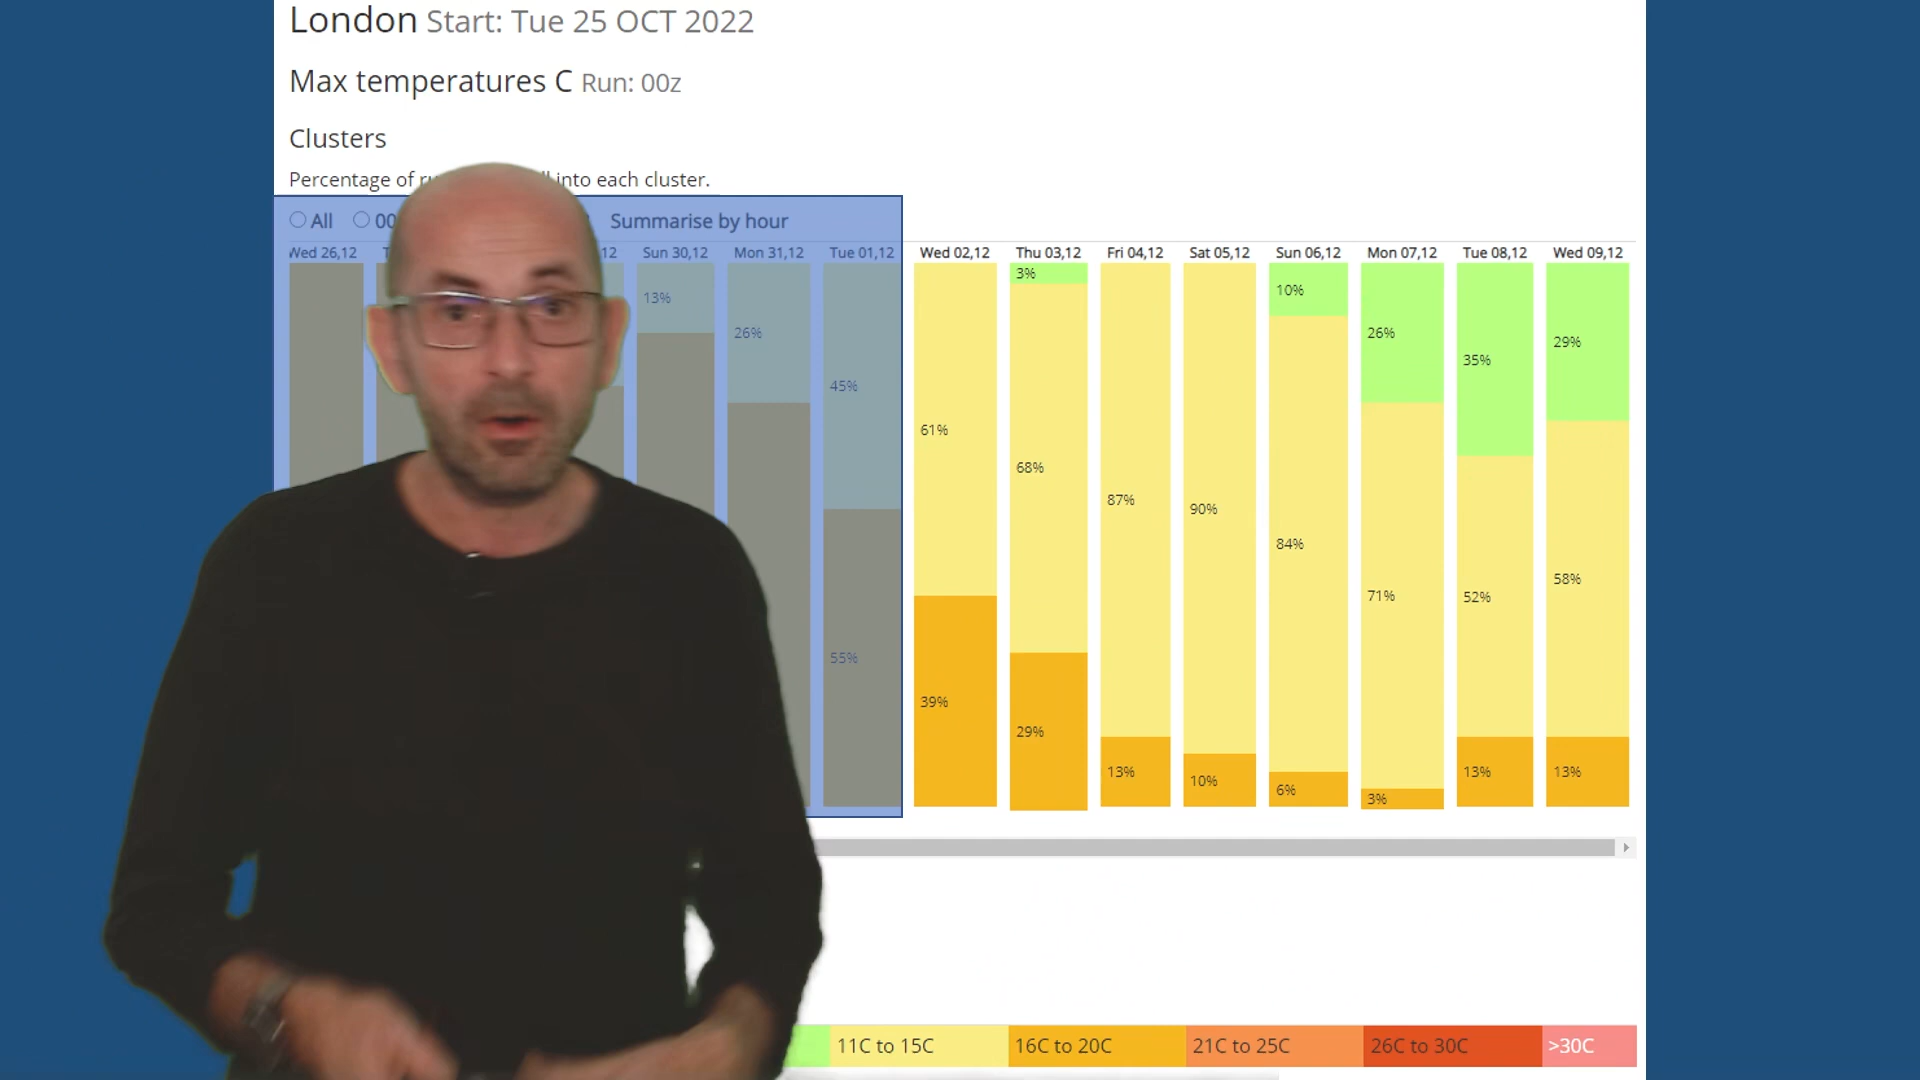 London Start: Tue 25 OCT 2022
Max temperatures C Run: 00z
Clusters
Percentage of into each cluster.
All 00 Summarise by hour
Wed 26,12 12 Sun 30,12 Mon 31,12 Tue 01,12 Wed 02,12 Thu 03,12 Fri 04,12 Sat 05,12 Sun 06,12 Mon 07,12 Tue 08,12 Wed 09,12
3%
10%
13%
26% 26%
29%
35%
45%
61%
68%
87%
90%
84%
58%
71% 52%
55%
39%
29%
13% 13% 13%
10%
6%
3%
11C to 15C 16C to 20C 21C to 25C 26C to 30C >30C